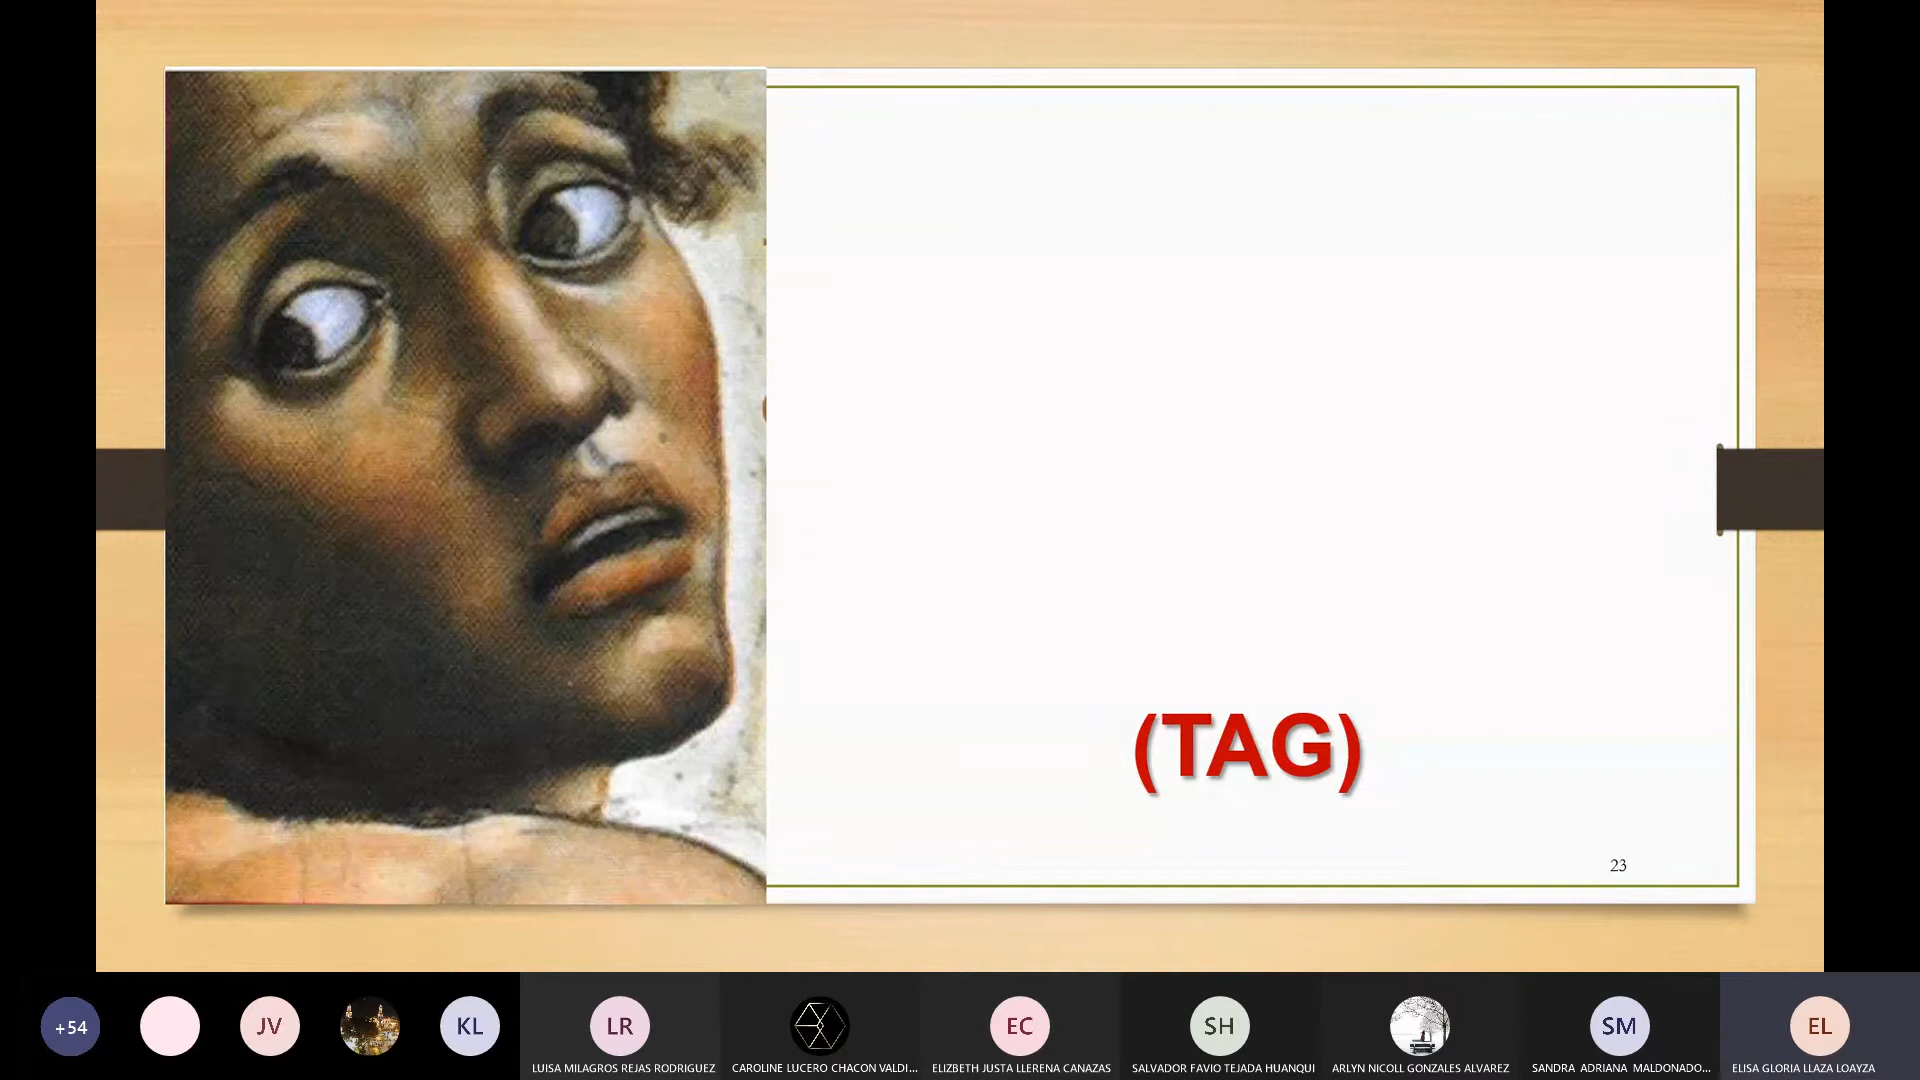 (TAG)
23
+54
JV
KL
LR
EC
SH
SM
EL
LUISA MILAGROS REJAS RODRIGUEZ
CAROLINE LUCERO CHACON VALDI...
ELIZBETH JUSTA LLERENA CANAZAS
SALVADOR FAVIO TEJADA HUANQUI
ARLYN NICOLL GONZALES ALVAREZ
SANDRA ADRIANA MALDONADO...
ELISA GLORIA LLAZA LOAYZA